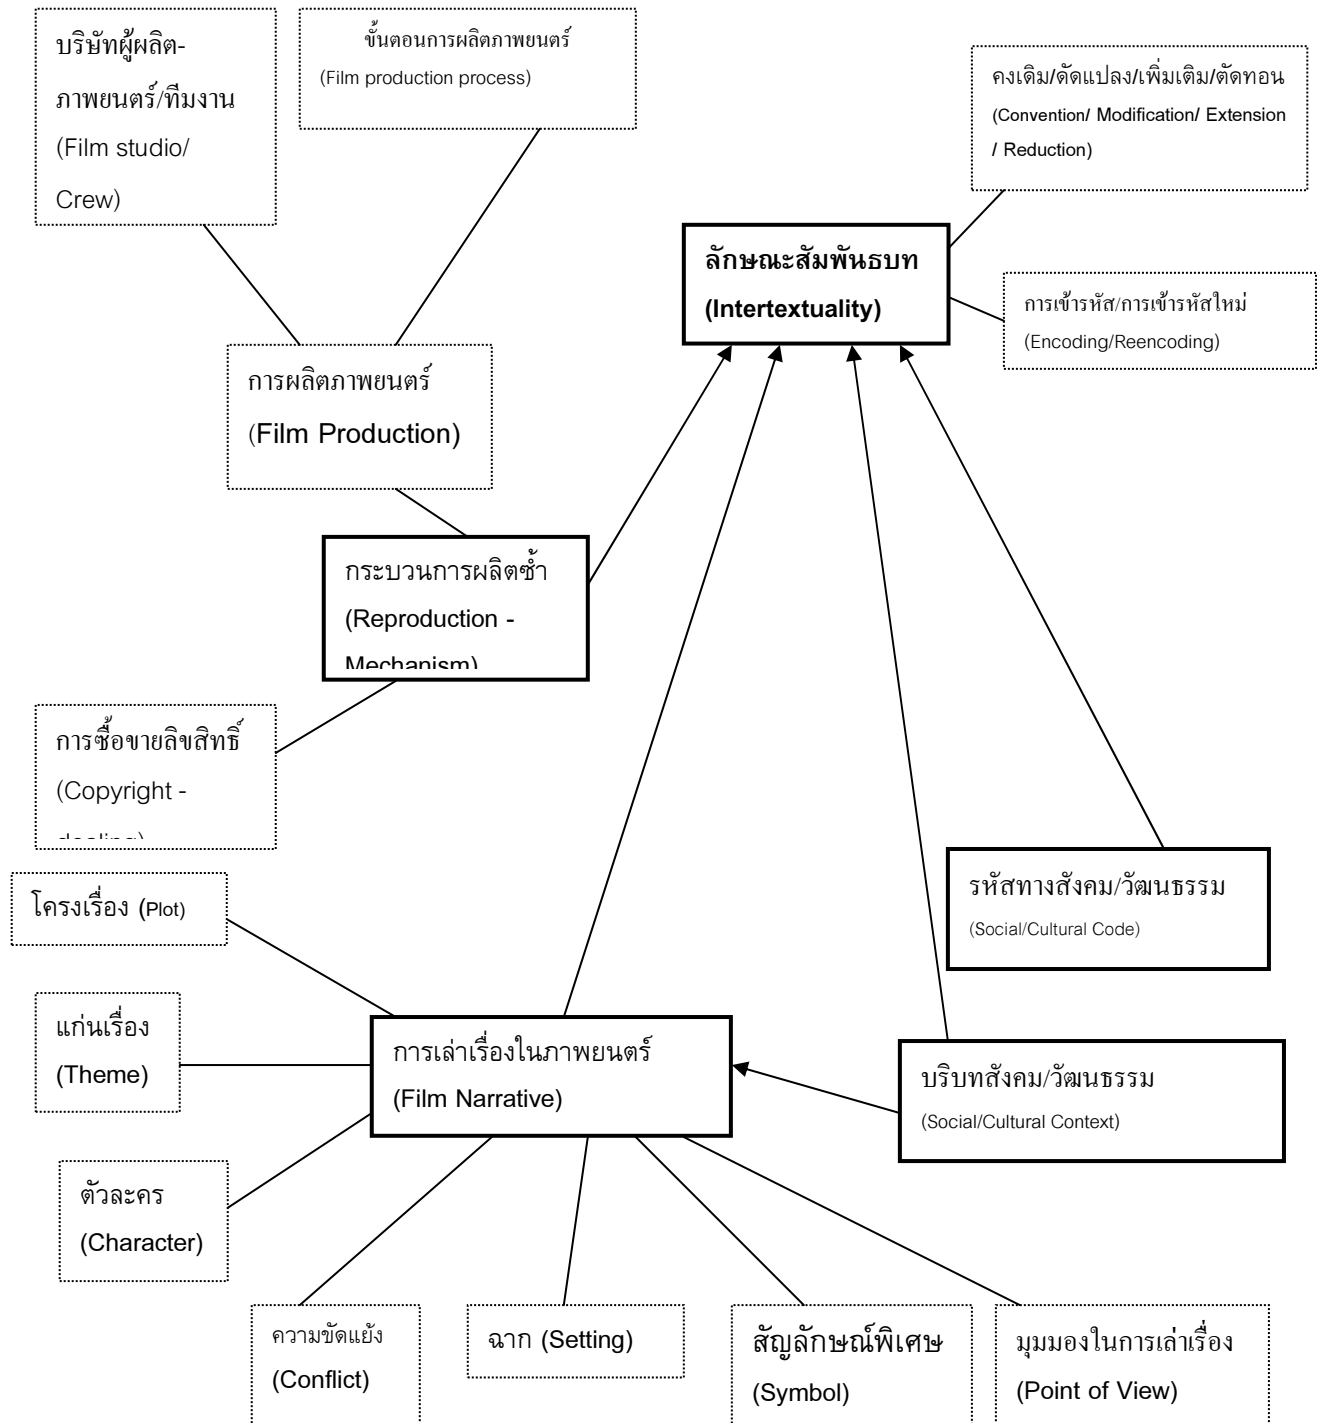 บริษัทผู้ผลิต-
ภาพยนตร์/ทีมงาน
(Film studio/
Crew)
ขั้นตอนการผลิตภาพยนตร์
(Film production process)
คงเดิม/ดัดแปลง/เพิ่มเติม/ตัดทอน
(Convention/ Modification/ Extension
/ Reduction)
ลักษณะสัมพันธบท
(Intertextuality)
การเข้ารหัส/การเข้ารหัสใหม่
(Encoding/Reencoding)
การผลิตภาพยนตร์
(Film Production)
กระบวนการผลิตซ้ำ
(Reproduction -
Mechanism)
การซื้อขายลิขสิทธิ์
(Copyright -
dealing)
โครงเรื่อง (Plot)
รหัสทางสังคม/วัฒนธรรม
(Social/Cultural Code)
แก่นเรื่อง
(Theme)
การเล่าเรื่องในภาพยนตร์
(Film Narrative)
บริบทสังคม/วัฒนธรรม
(Social/Cultural Context)
ตัวละคร
(Character)
ความขัดแย้ง
(Conflict)
ฉาก (Setting)
สัญลักษณ์พิเศษ
(Symbol)
มุมมองในการเล่าเรื่อง
(Point of View)